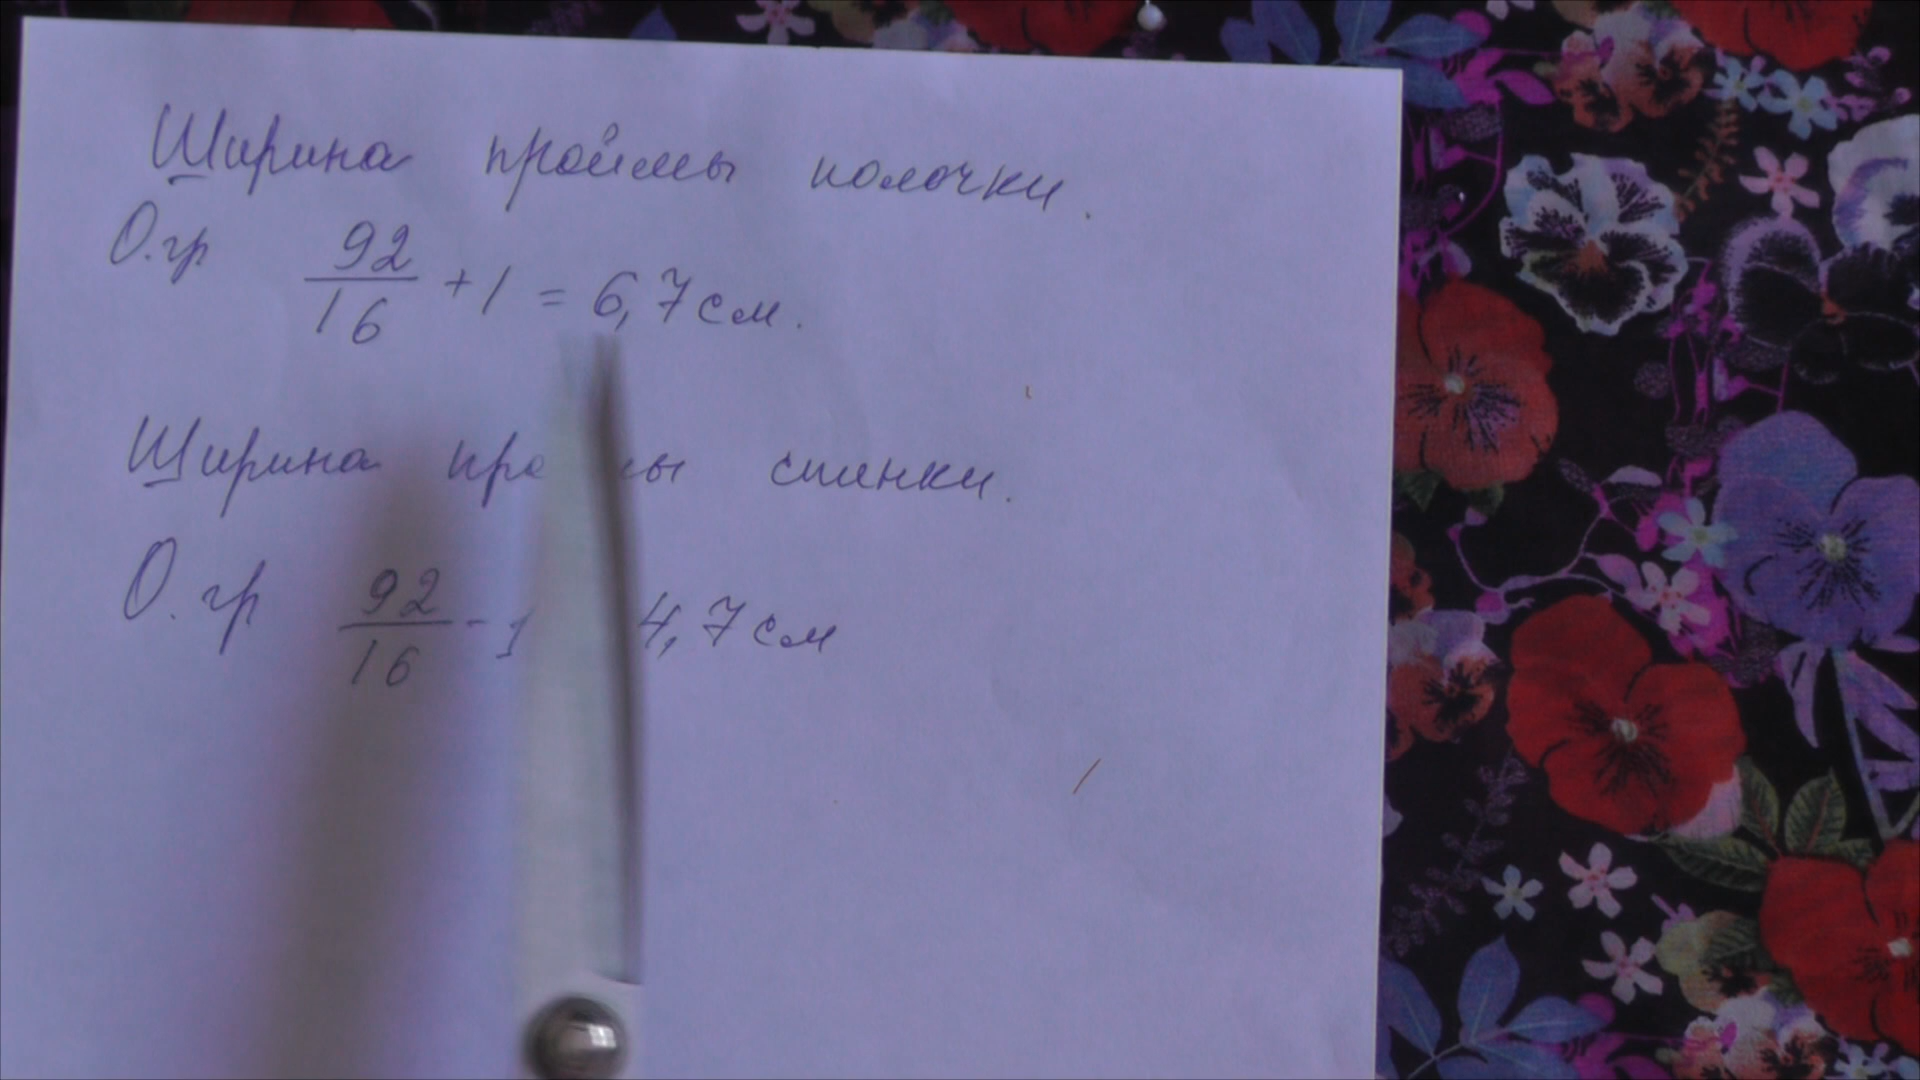 Ширина проймы полочки.
О.гр 92/16 +1 = 6,7 см.
Ширина спинки.
О.гр 92/16 -1 4,7 см